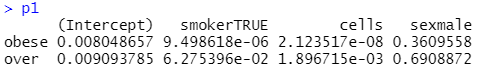 > p1
(Intercept) smokerTRUE cells sexmale
obese 0.008048657 9.498618e-06 2.123517e-08 0.3609558
over 0.009093785 6.275396e-02 1.896715e-03 0.6908872